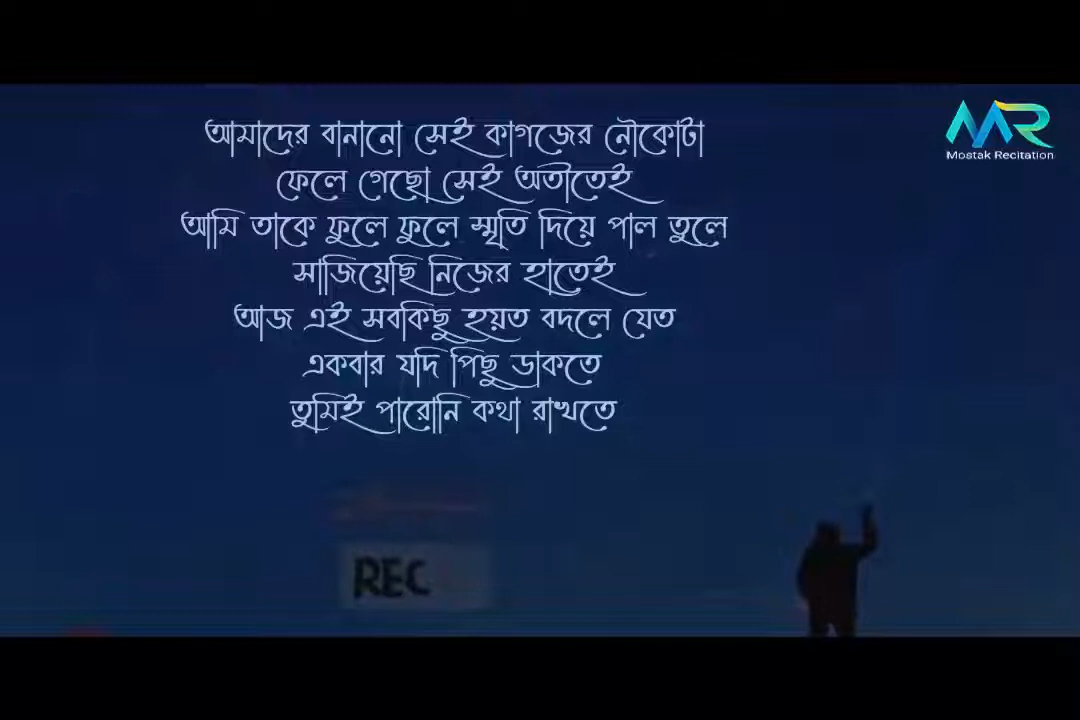 আমাদের বানানো সেই কাগজের নৌকোটা
ফেলে গেছো সেই অতীতেই
আমি তাকে ফুলে ফুলে স্মৃতি দিয়ে পাল তুলে
সাজিয়েছি নিজের হাতেই
আজ এই সবকিছু হয়ত বদলে যেত
একবার যদি পিছু ডাকতে
তুমিই পারোনি কথা রাখতে
MR
Mostak Recitation
REC